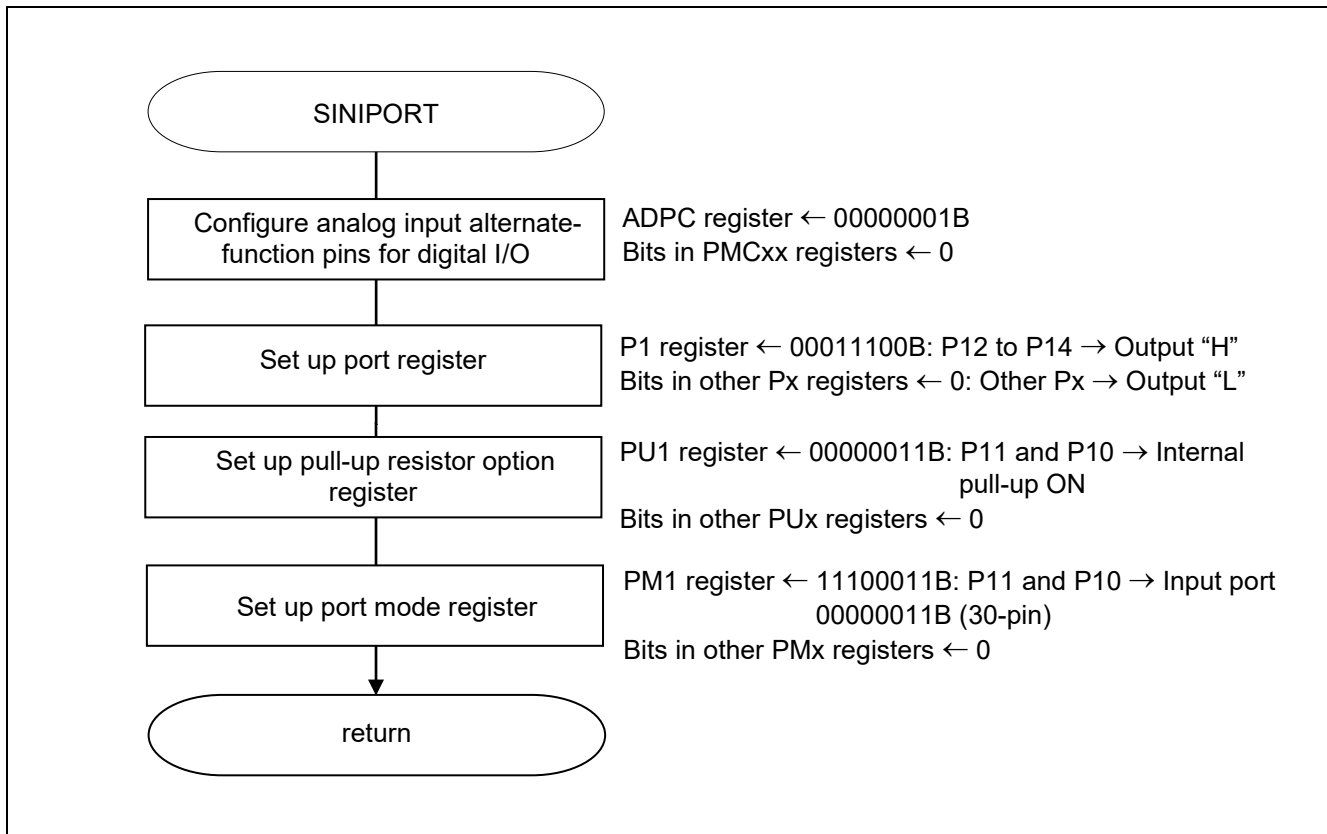 SINIPORT
Configure analog input alternate-
function pins for digital I/O
ADPC register ← 00000001B
Bits in PMCxx registers ← 0
Set up port register
P1 register ← 00011100B: P12 to P14 → Output “H”
Bits in other Px registers ← 0: Other Px → Output “L”
Set up pull-up resistor option
register
PU1 register ← 00000011B: P11 and P10 → Internal
pull-up ON
Bits in other PUx registers ← 0
Set up port mode register
PM1 register ← 11100011B: P11 and P10 → Input port
00000011B (30-pin)
Bits in other PMx registers ← 0
return